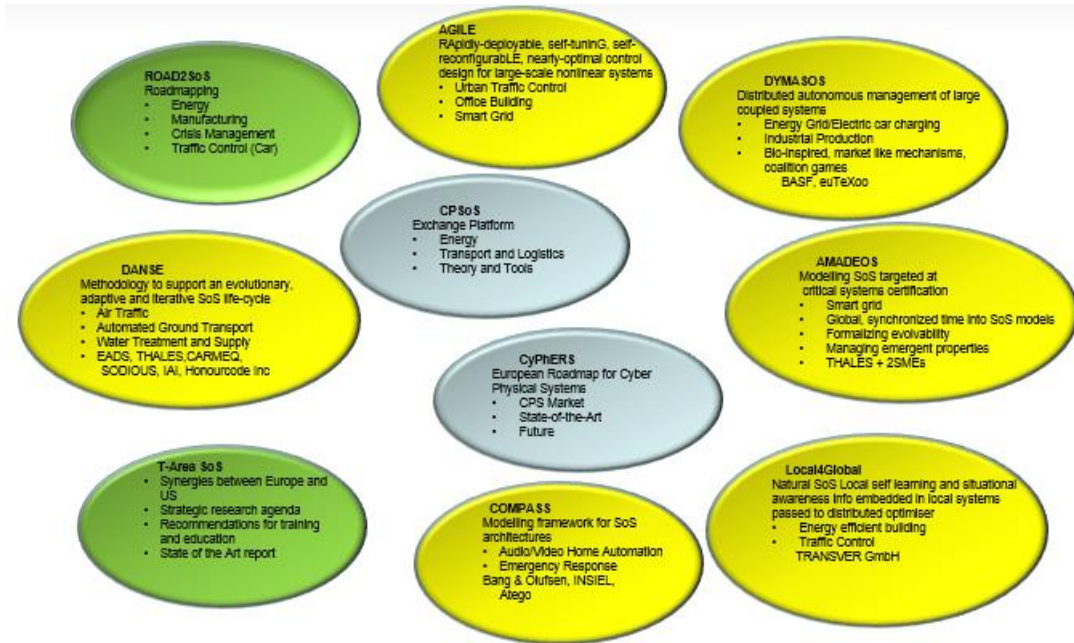 ROAD2SoS
Roadmapping
• Energy
• Manufacturing
• Crisis Management
• Traffic Control (Car)
AGILE
RApidly-deployable, self-tuninG, self-
reconfigurabLE, nearly-optimal control
design for large-scale nonlinear systems
• Urban Traffic Control
• Office Building
• Smart Grid
DYMASOS
Distributed autonomous management of large
coupled systems
• Energy Grid/Electric car charging
• Industrial Production
• Bio-inspired, market like mechanisms,
coalition games
BASF, euTeXoo
CPSoS
Exchange Platform
• Energy
• Transport and Logistics
• Theory and Tools
DANSE
Methodology to support an evolutionary,
adaptive and iterative SoS life-cycle
• Air Traffic
• Automated Ground Transport
• Water Treatment and Supply
• EADS, THALES,CARMEQ,
SODIOUS, IAI, Honourcode Inc
AMADEOS
Modelling SoS targeted at
critical systems certification
• Smart grid
• Global, synchronized time into SoS models
• Formalizing evolvability
• Managing emergent properties
• THALES + 2SMEs
CyPhERS
European Roadmap for Cyber
Physical Systems
• CPS Market
• State-of-the-Art
• Future
T-Area SoS
• Synergies between Europe and
US
• Strategic research agenda
• Recommendations for training
and education
• State of the Art report
COMPASS
Modelling framework for SoS
architectures
• Audio/Video Home Automation
• Emergency Response
Bang & Olufsen, INSIEL,
Atego
Local4Global
Natural SoS Local self learning and situational
awareness info embedded in local systems
passed to distributed optimiser
• Energy efficient building
• Traffic Control
TRANSVER GmbH